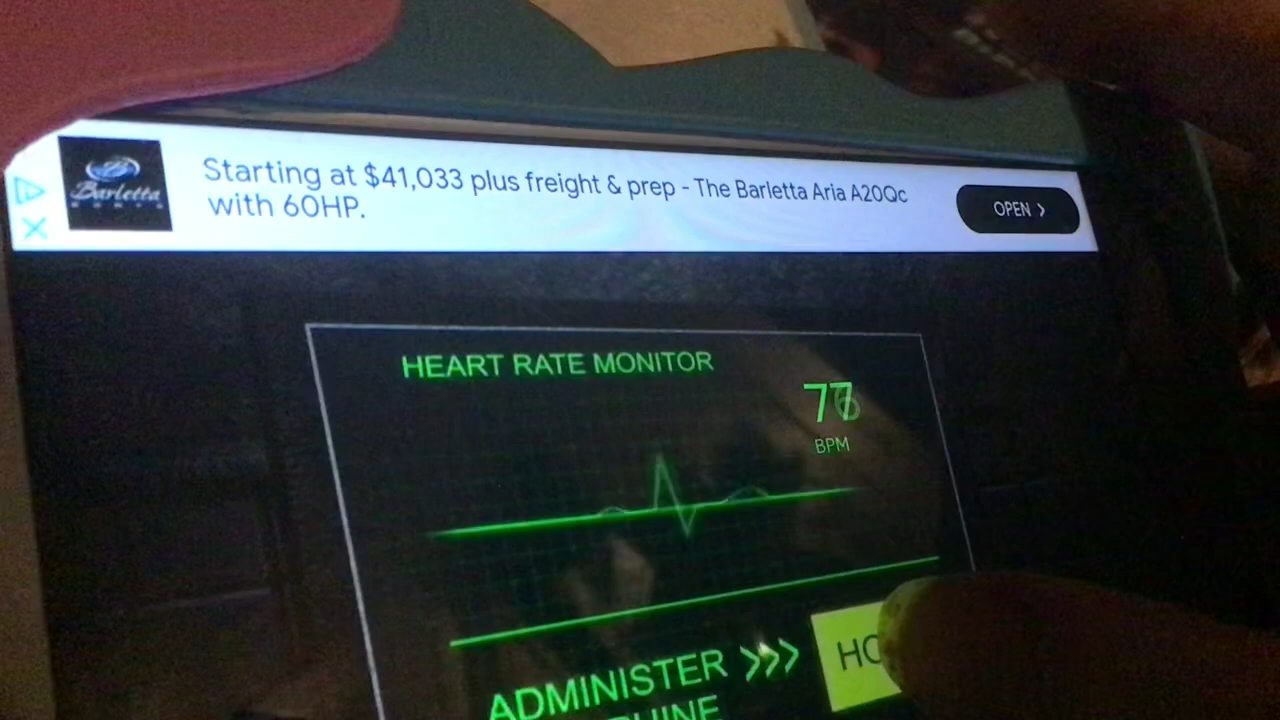 Barletta
Starting at $41,033 plus freight & prep - The Barletta Aria A20Qc
with 60HP.
OPEN >
HEART RATE MONITOR
BPM
ADMINISTER >>>